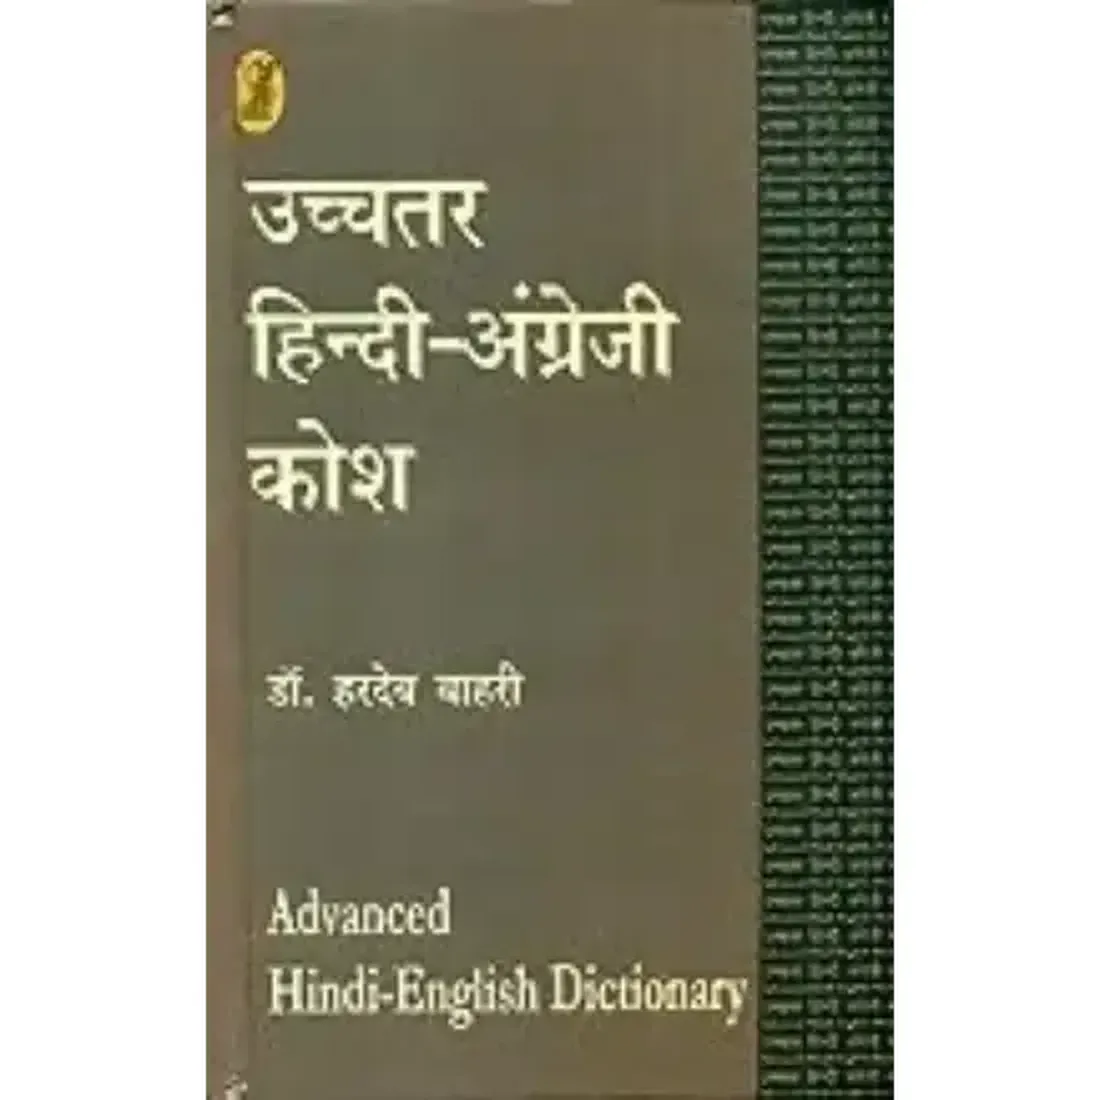 उच्चतर
हिन्दी-अंग्रेजी
कोश
डॉ. हरदेव बाहरी
Advanced
Hindi-English Dictionary